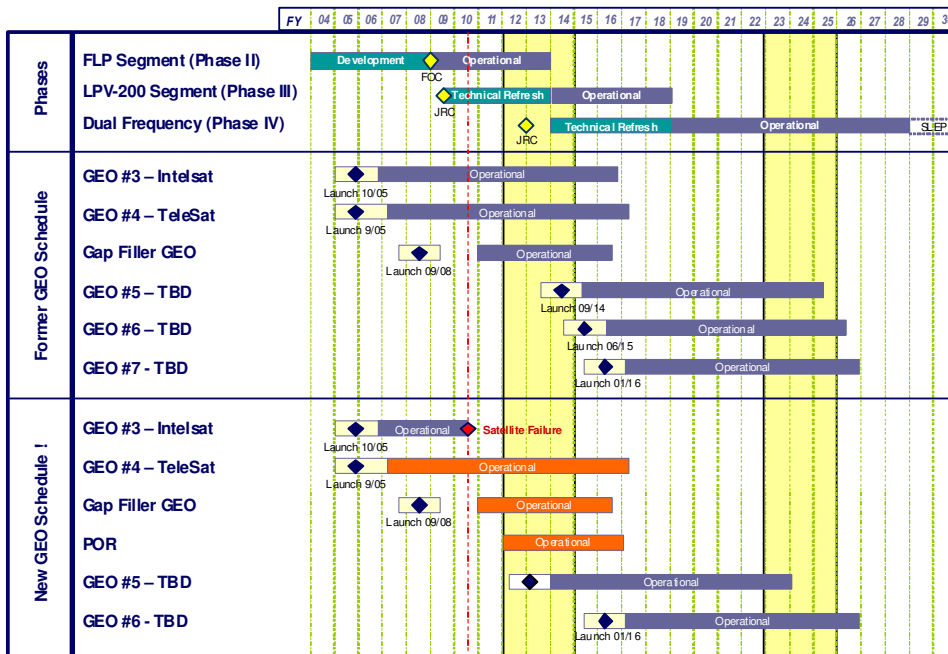 FY 04 05 06 07 08 09 10 11 12 13 14 15 16 17 18 19 20 21 22 23 24 25 26 27 28 29
Phases
FLP Segment (Phase II)
Development
Operational
FOC
LPV-200 Segment (Phase III)
Technical Refresh
Operational
JRC
Dual Frequency (Phase IV)
Technical Refresh
Operational
SLEP
JRC
Former GEO Schedule
GEO #3 – Intelsat
Operational
Launch 10/05
GEO #4 – TeleSat
Operational
Launch 9/05
Gap Filler GEO
Operational
Launch 09/08
GEO #5 – TBD
Operational
Launch 09/14
GEO #6 – TBD
Operational
Launch 06/15
GEO #7 - TBD
Operational
Launch 01/16
New GEO Schedule !
GEO #3 – Intelsat
Operational
Satellite Failure
Launch 10/05
GEO #4 – TeleSat
Operational
Launch 9/05
Gap Filler GEO
Operational
Launch 09/08
POR
Operational
GEO #5 – TBD
Operational
GEO #6 - TBD
Operational
Launch 01/16